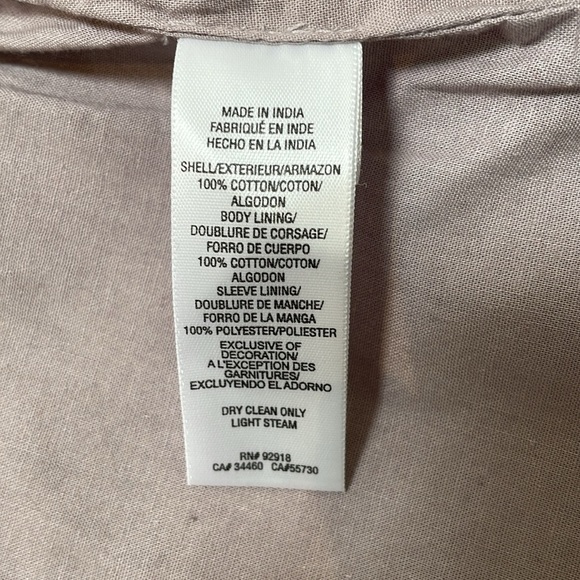 MADE IN INDIA
FABRIQUÉ EN INDE
HECHO EN LA INDIA
SHELL/EXTERIEUR/ARMAZON
100% COTTON/COTON/
ALGODON
BODY LINING/
DOUBLURE DE CORSAGE/
FORRO DE CUERPO
100% COTTON/COTON/
ALGODON
SLEEVE LINING/
DOUBLURE DE MANCHE/
FORRO DE LA MANGA
100% POLYESTER/POLIESTER
EXCLUSIVE OF
DECORATION/
A L'EXCEPTION DES
GARNITURES/
EXCLUYENDO EL ADORNO
DRY CLEAN ONLY
LIGHT STEAM
RN# 92918
CA# 34460 CA#55730